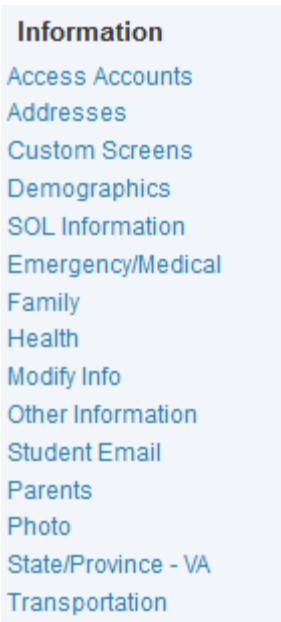 Information
Access Accounts
Addresses
Custom Screens
Demographics
SOL Information
Emergency/Medical
Family
Health
Modify Info
Other Information
Student Email
Parents
Photo
State/Province - VA
Transportation